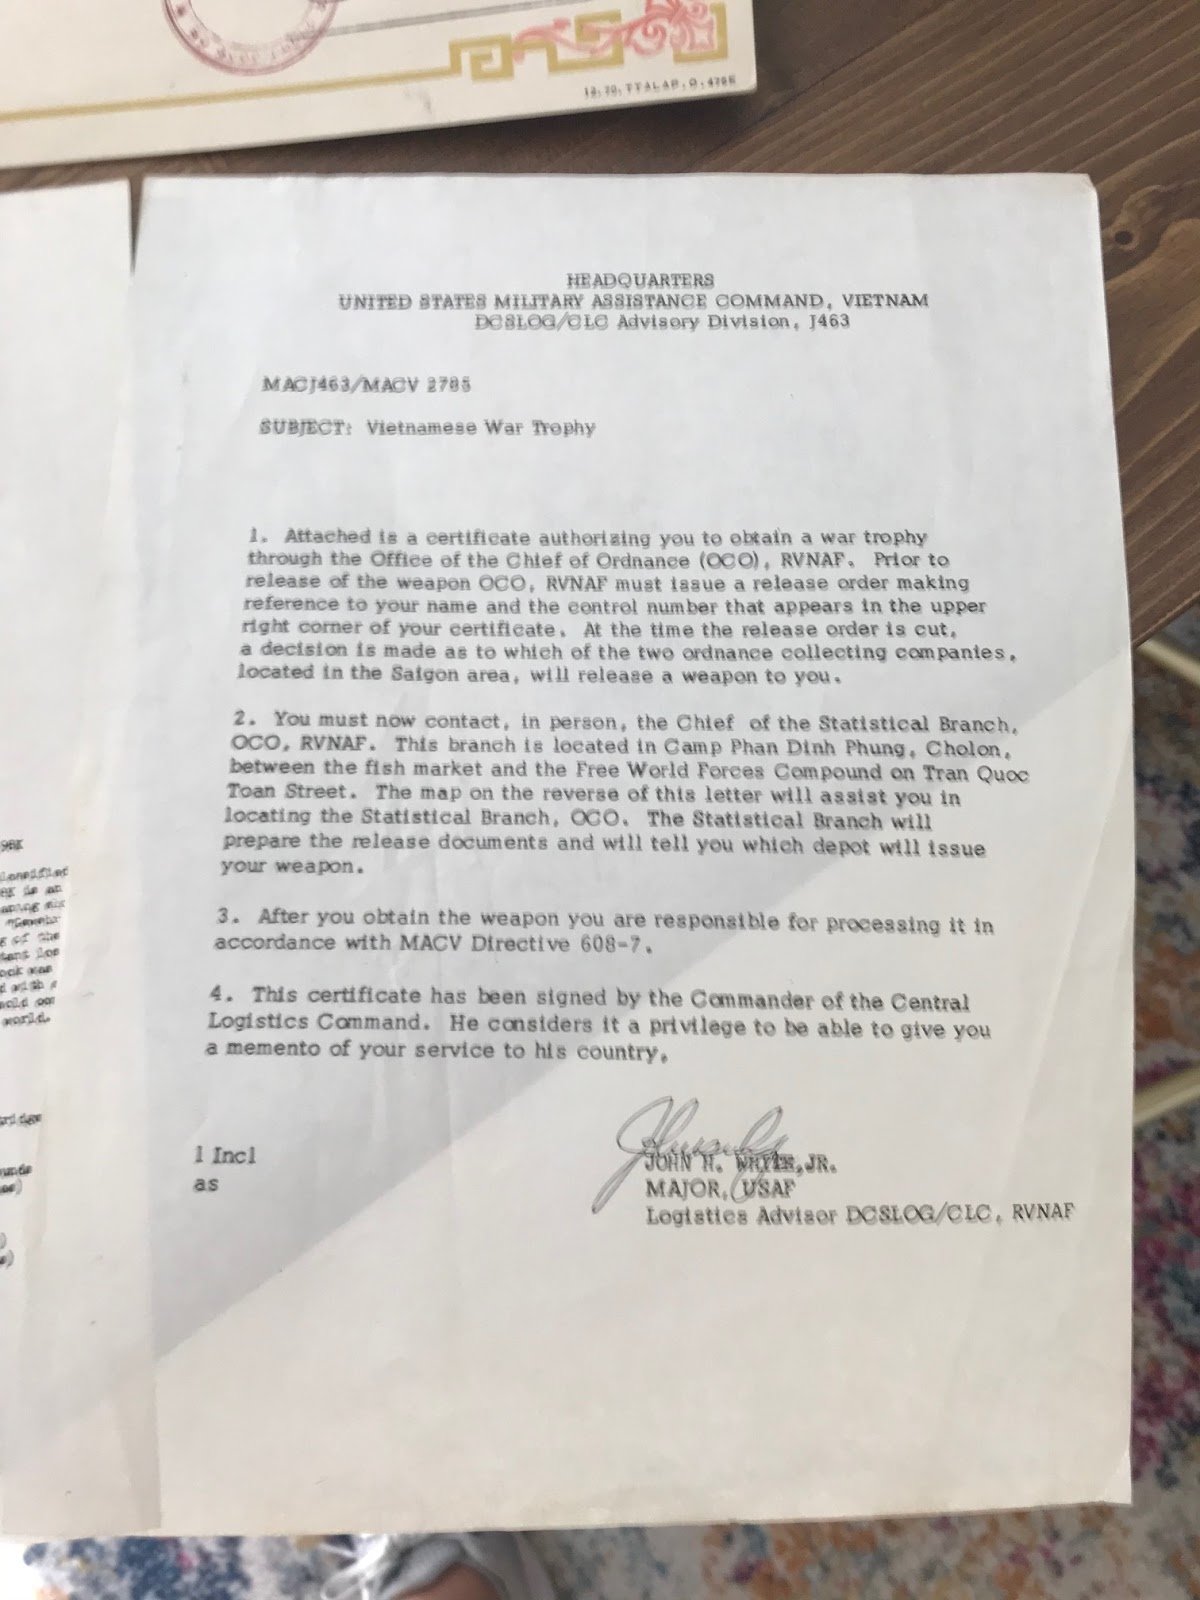 12. 70. TTALAP. O. 478E
HEADQUARTERS
UNITED STATES MILITARY ASSISTANCE COMMAND, VIETNAM
DCSLOG/CLC Advisory Division, J463
MACJ463/MACV 2785
SUBJECT: Vietnamese War Trophy
1. Attached is a certificate authorizing you to obtain a war trophy
through the Office of the Chief of Ordnance (OCO), RVNAF. Prior to
release of the weapon OCO, RVNAF must issue a release order making
reference to your name and the control number that appears in the upper
right corner of your certificate. At the time the release order is cut,
a decision is made as to which of the two ordnance collecting companies,
located in the Saigon area, will release a weapon to you.
2. You must now contact, in person, the Chief of the Statistical Branch,
OCO, RVNAF. This branch is located in Camp Phan Dinh Phung, Cholon,
between the fish market and the Free World Forces Compound on Tran Quoc
Toan Street. The map on the reverse of this letter will assist you in
locating the Statistical Branch, OCO. The Statistical Branch will
prepare the release documents and will tell you which depot will issue
your weapon.
3. After you obtain the weapon you are responsible for processing it in
accordance with MACV Directive 608-7.
4. This certificate has been signed by the Commander of the Central
Logistics Command. He considers it a privilege to be able to give you
a memento of your service to his country.
1 Incl
as
JOHN H. JR.
MAJOR, USAF
Logistics Advisor DCSLOG/CLC, RVNAF
of the
world.